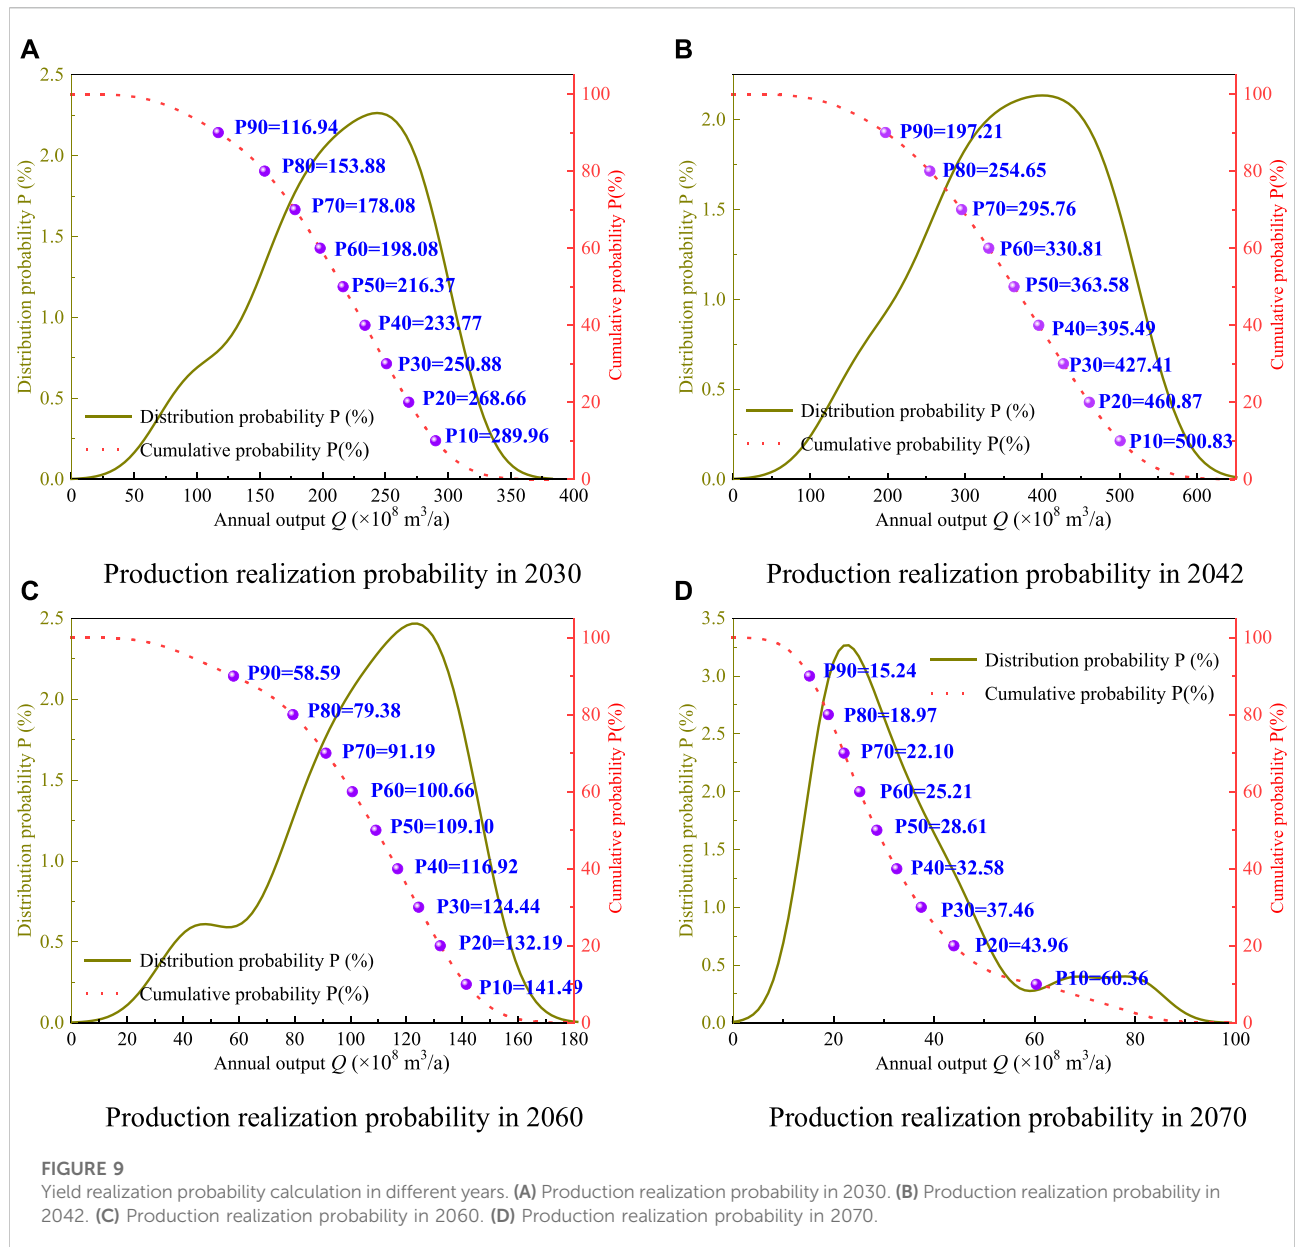 A
2.5
2.0
1.5
1.0
0.5
0.0
Distribution probability P (%)
100
80
60
40
20
0
Cumulative probability P(%)
P90=116.94
P80=153.88
P70=178.08
P60=198.08
P50=216.37
P40=233.77
P30=250.88
P20=268.66
P10=289.96
Distribution probability P (%)
Cumulative probability P(%)
0 50 100 150 200 250 300 350 400
Annual output Q (×10⁸ m³/a)
Production realization probability in 2030
B
2.0
1.5
1.0
0.5
0.0
Distribution probability P (%)
100
80
60
40
20
0
Cumulative probability P(%)
P90=197.21
P80=254.65
P70=295.76
P60=330.81
P50=363.58
P40=395.49
P30=427.41
P20=460.87
P10=500.83
Distribution probability P (%)
Cumulative probability P(%)
0 100 200 300 400 500 600
Annual output Q (×10⁸ m³/a)
Production realization probability in 2042
C
2.5
2.0
1.5
1.0
0.5
0.0
Distribution probability P (%)
100
80
60
40
20
0
Cumulative probability P(%)
P90=58.59
P80=79.38
P70=91.19
P60=100.66
P50=109.10
P40=116.92
P30=124.44
P20=132.19
P10=141.49
Distribution probability P (%)
Cumulative probability P(%)
0 20 40 60 80 100 120 140 160 180
Annual output Q (×10⁸ m³/a)
Production realization probability in 2060
D
3.5
3.0
2.5
2.0
1.5
1.0
0.5
0.0
Distribution probability P (%)
100
80
60
40
20
0
Cumulative probability P(%)
Distribution probability P (%)
Cumulative probability P(%)
P90=15.24
P80=18.97
P70=22.10
P60=25.21
P50=28.61
P40=32.58
P30=37.46
P20=43.96
P10=60.36
0 20 40 60 80 100
Annual output Q (×10⁸ m³/a)
Production realization probability in 2070
FIGURE 9
Yield realization probability calculation in different years. (A) Production realization probability in 2030. (B) Production realization probability in
2042. (C) Production realization probability in 2060. (D) Production realization probability in 2070.